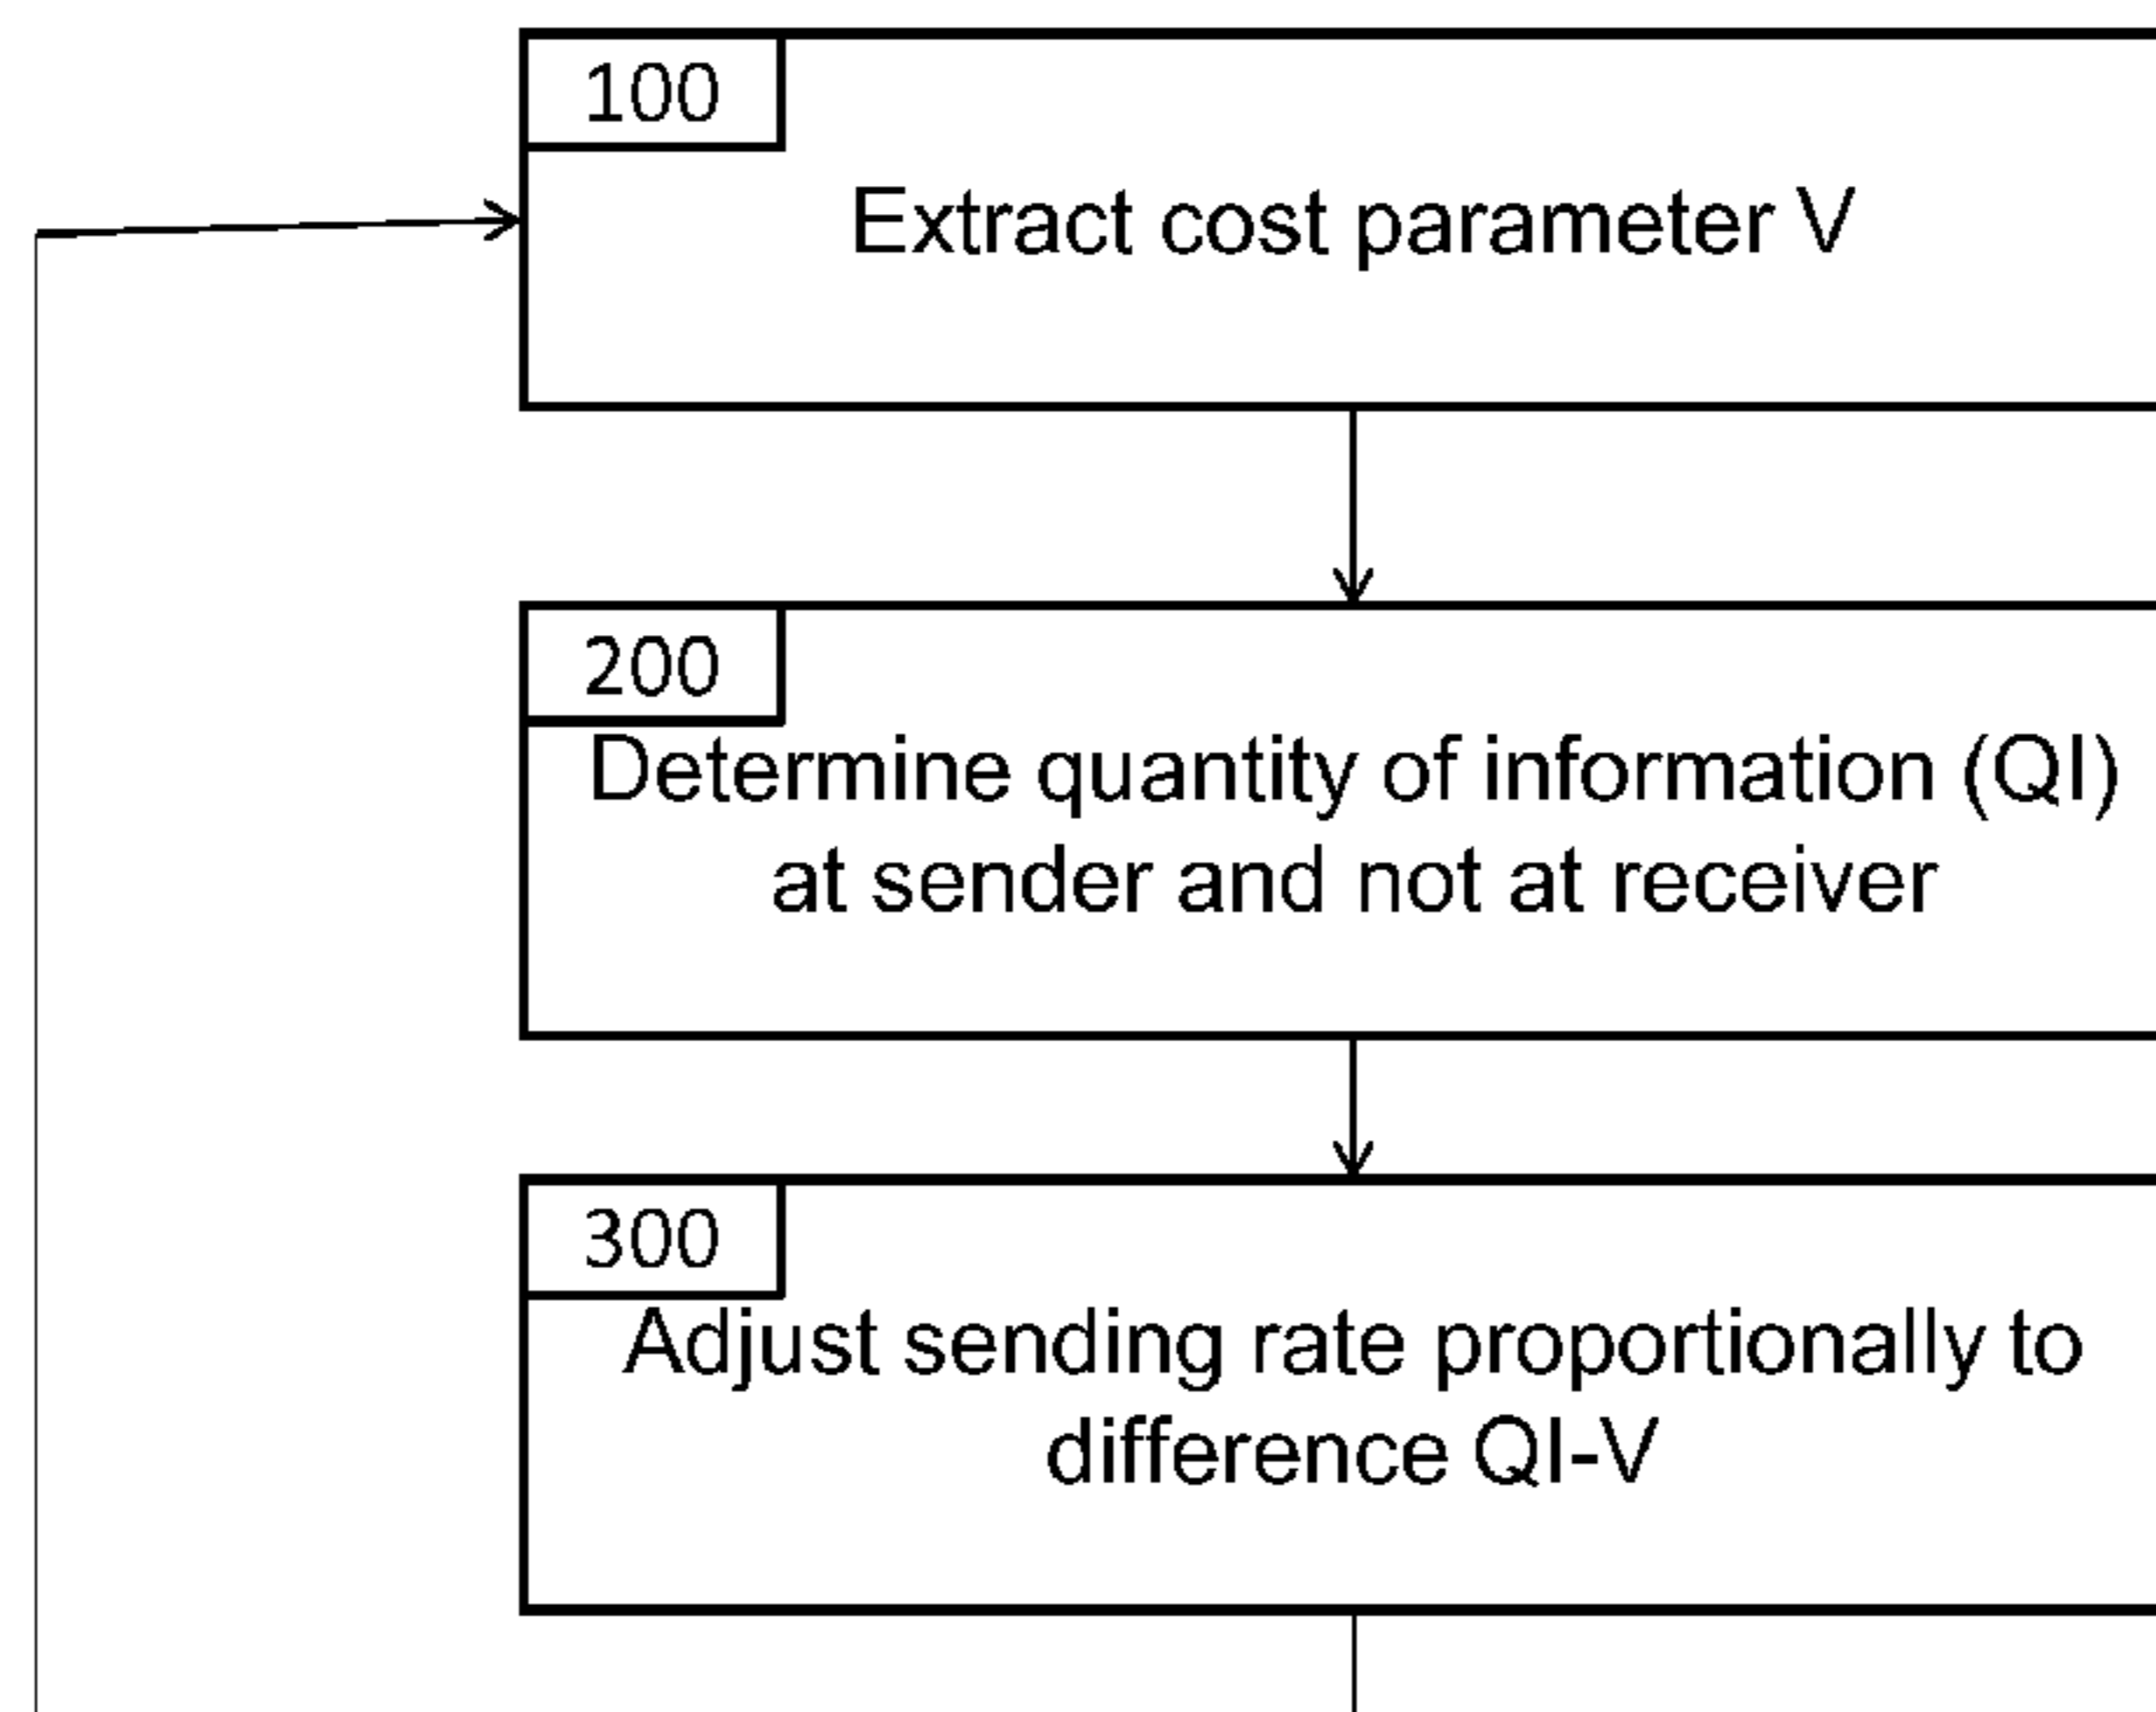 100
Extract cost parameter V
200
Determine quantity of information (QI)
at sender and not at receiver
300
Adjust sending rate proportionally to
difference QI-V